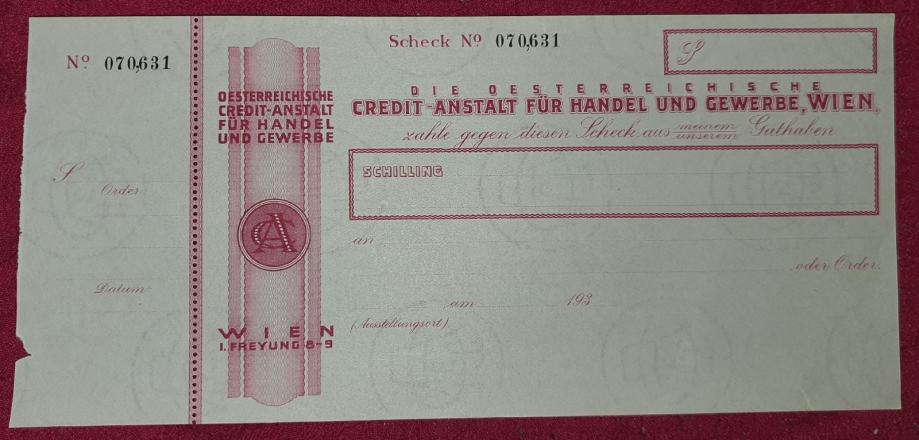 Nº 070,631
S
Order
Datum
OESTERREICHISCHE
CREDIT-ANSTALT
FÜR HANDEL
UND GEWERBE
CA
WIEN
I. FREYUNG 8-9
Scheck Nº 070,631
S
DIE OESTERREICHISCHE
CREDIT-ANSTALT FÜR HANDEL UND GEWERBE, WIEN,
zahle gegen diesen Scheck aus meinem unserem Guthaben
SCHILLING
an
oder Order.
am 193
(Ausstellungsort)